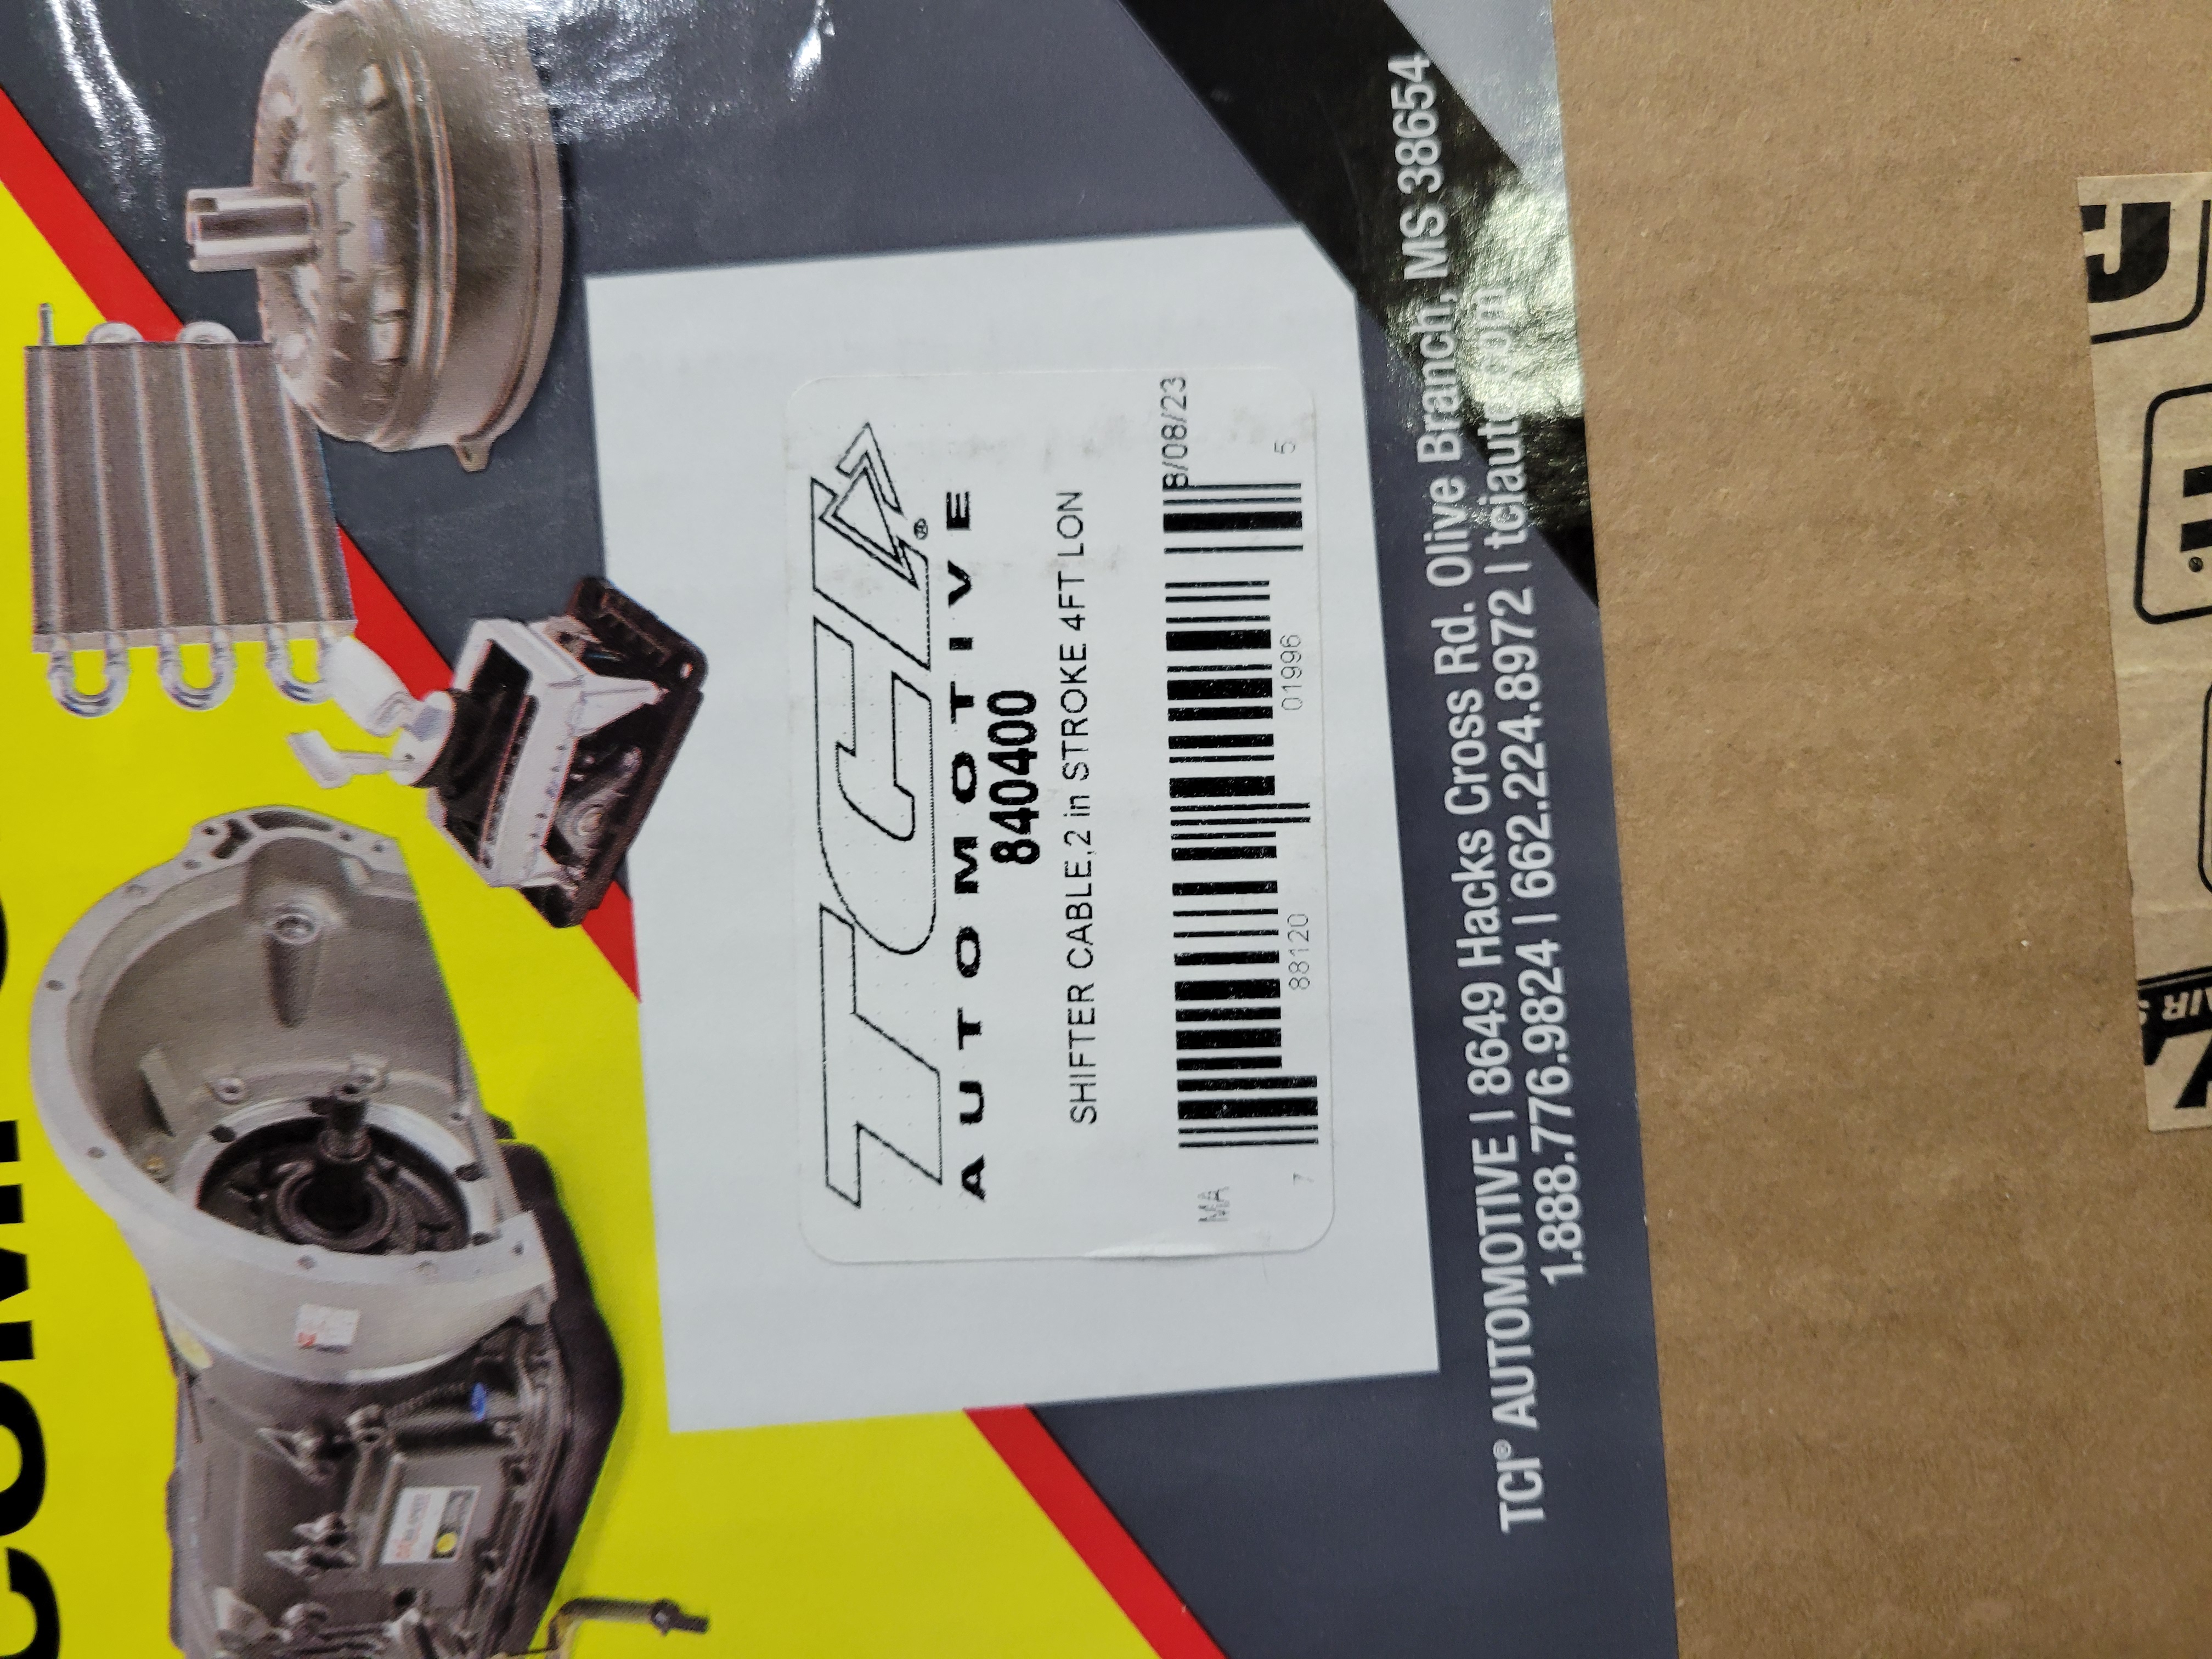 TCI®
AUTOMOTIVE
840400
SHIFTER CABLE,2 in STROKE 4FT LON
MA
8/08/23
7 88120 01996 5
TCI® AUTOMOTIVE | 8649 Hacks Cross Rd. Olive Branch, MS 38654
1.888.776.9824 | 662.224.8972 | tciauto.com